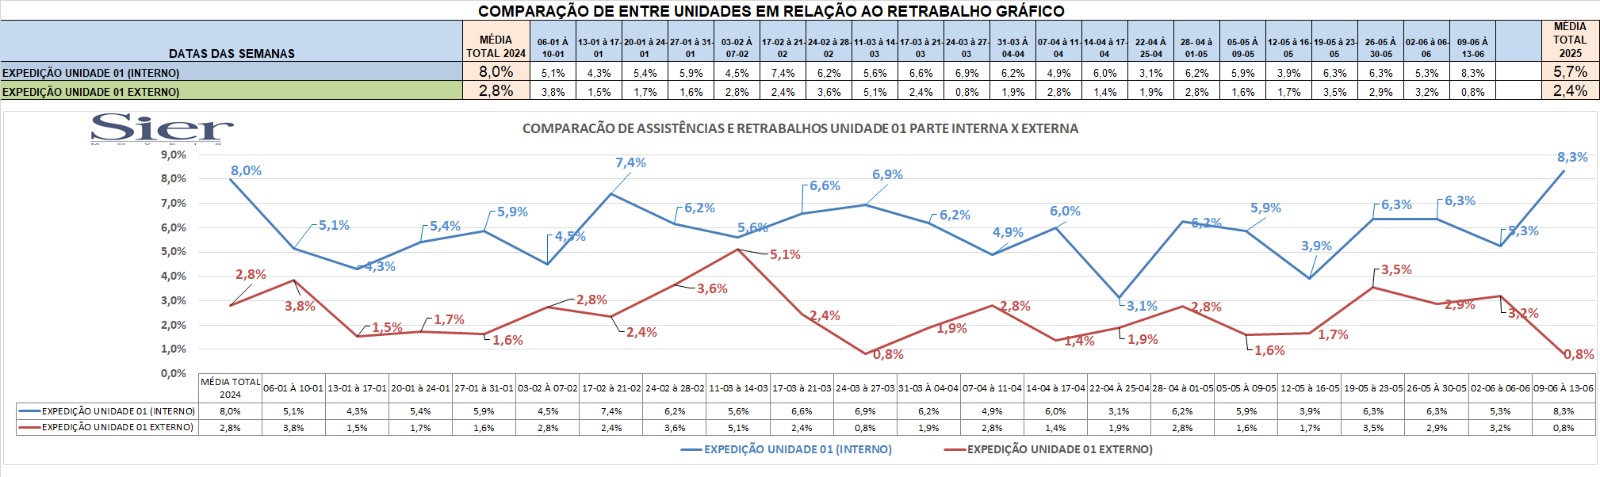 COMPARAÇÃO DE ENTRE UNIDADES EM RELAÇÃO AO RETRABALHO GRÁFICO
DATAS DAS SEMANAS MÉDIA TOTAL 2024 06-01 À 10-01 13-01 à 17-01 20-01 à 24-01 27-01 à 31-01 03-02 à 07-02 17-02 à 21-02 24-02 à 28-02 11-03 à 14-03 17-03 à 21-03 24-03 à 27-03 31-03 À 04-04 07-04 à 11-04 14-04 à 17-04 22-04 à 25-04 28- 04 à 01-05 05-05 À 09-05 12-05 à 16-05 19-05 à 23-05 26-05 À 30-05 02-06 à 06-06 09-06 À 13-06 MÉDIA TOTAL 2025
EXPEDIÇÃO UNIDADE 01 (INTERNO) 8,0% 5,1% 4,3% 5,4% 5,9% 4,5% 7,4% 6,2% 5,6% 6,6% 6,9% 6,2% 4,9% 6,0% 3,1% 6,2% 5,9% 3,9% 6,3% 6,3% 5,3% 8,3% 5,7%
EXPEDIÇÃO UNIDADE 01 EXTERNO) 2,8% 3,8% 1,5% 1,7% 1,6% 2,8% 2,4% 3,6% 5,1% 2,4% 0,8% 1,9% 2,8% 1,4% 1,9% 2,8% 1,6% 1,7% 3,5% 2,9% 3,2% 0,8% 2,4%
Sier
MÓVEIS
COMPARACÃO DE ASSISTÊNCIAS E RETRABALHOS UNIDADE 01 PARTE INTERNA X EXTERNA
9,0%
8,0%
7,0%
6,0%
5,0%
4,0%
3,0%
2,0%
1,0%
0,0%
8,0% 5,1% 4,3% 5,4% 5,9% 4,5% 7,4% 6,2% 5,6% 6,6% 6,9% 6,2% 4,9% 6,0% 3,1% 6,2% 5,9% 3,9% 6,3% 6,3% 5,3% 8,3%
2,8% 3,8% 1,5% 1,7% 1,6% 2,8% 2,4% 3,6% 5,1% 2,4% 0,8% 1,9% 2,8% 1,4% 1,9% 2,8% 1,6% 1,7% 3,5% 2,9% 3,2% 0,8%
MÉDIA TOTAL 2024 06-01 À 10-01 13-01 à 17-01 20-01 à 24-01 27-01 à 31-01 03-02 à 07-02 17-02 à 21-02 24-02 à 28-02 11-03 à 14-03 17-03 à 21-03 24-03 à 27-03 31-03 À 04-04 07-04 à 11-04 14-04 à 17-04 22-04 à 25-04 28- 04 à 01-05 05-05 À 09-05 12-05 à 16-05 19-05 à 23-05 26-05 À 30-05 02-06 à 06-06 09-06 À 13-06
EXPEDIÇÃO UNIDADE 01 (INTERNO) 8,0% 5,1% 4,3% 5,4% 5,9% 4,5% 7,4% 6,2% 5,6% 6,6% 6,9% 6,2% 4,9% 6,0% 3,1% 6,2% 5,9% 3,9% 6,3% 6,3% 5,3% 8,3%
EXPEDIÇÃO UNIDADE 01 EXTERNO) 2,8% 3,8% 1,5% 1,7% 1,6% 2,8% 2,4% 3,6% 5,1% 2,4% 0,8% 1,9% 2,8% 1,4% 1,9% 2,8% 1,6% 1,7% 3,5% 2,9% 3,2% 0,8%
EXPEDIÇÃO UNIDADE 01 (INTERNO) EXPEDIÇÃO UNIDADE 01 EXTERNO)